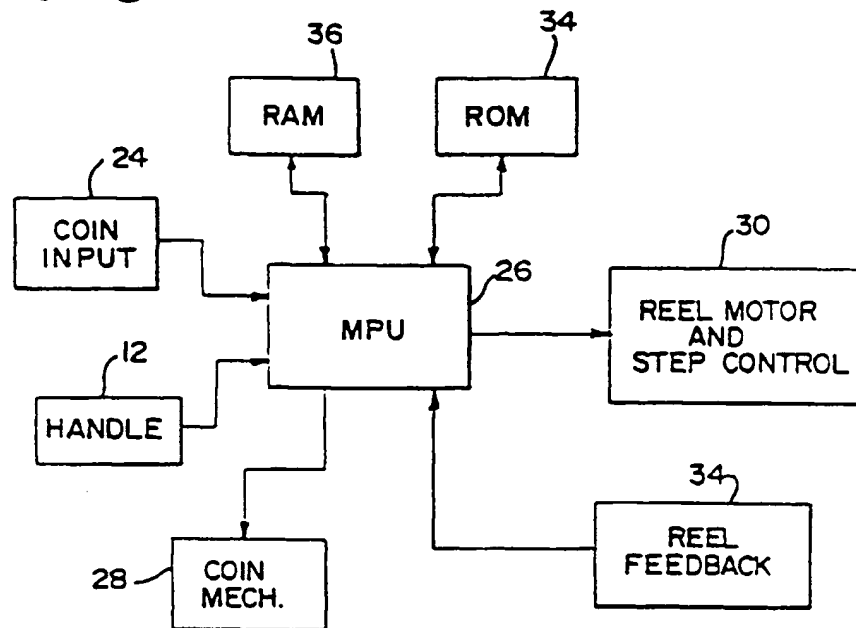 36
34
RAM
ROM
24
COIN
INPUT
30
26
MPU
REEL MOTOR
AND
STEP CONTROL
12
HANDLE
34
REEL
FEEDBACK
28
COIN
MECH.